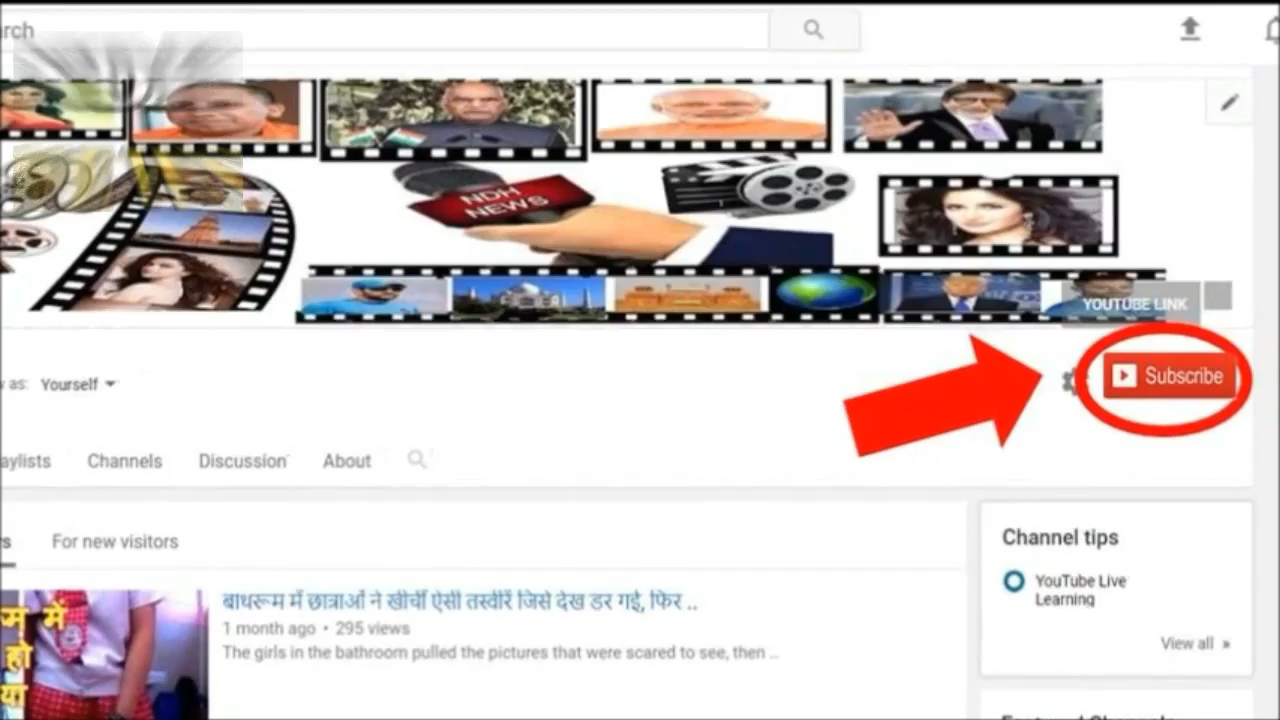 rch
NDH
NEWS
YOUTUBE LINK
as: Yourself
Subscribe
aylists Channels Discussion About
s For new visitors
Channel tips
YouTube Live
Learning
View all »
में
हो
या
बाथरूम में छात्राओं ने खीचीं ऐसी तस्वीरें जिसे देख डर गई, फिर ..
1 month ago • 295 views
The girls in the bathroom pulled the pictures that were scared to see, then ...